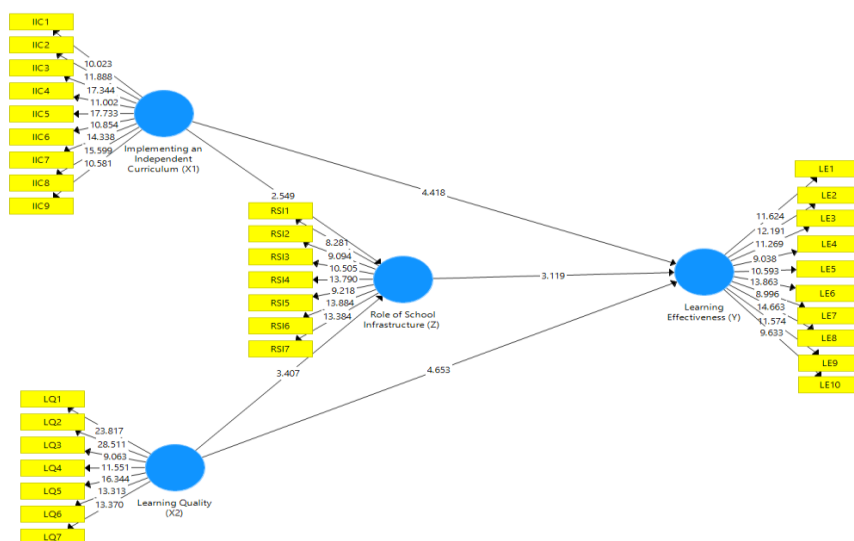 IIC1
IIC2
IIC3
IIC4
IIC5
IIC6
IIC7
IIC8
IIC9
10.023
11.888
17.344
11.002
17.733
10.854
14.338
15.599
10.581
Implementing an
Independent
Curriculum (X1)
2.549
4.418
RSI1
RSI2
RSI3
RSI4
RSI5
RSI6
RSI7
8.281
9.094
10.505
13.790
9.218
13.884
13.384
Role of School
Infrastructure (Z)
3.119
3.407
4.653
LE1
LE2
LE3
LE4
LE5
LE6
LE7
LE8
LE9
LE10
11.624
12.191
11.269
9.038
10.593
13.863
8.996
14.663
11.574
9.633
Learning
Effectiveness (Y)
LQ1
LQ2
LQ3
LQ4
LQ5
LQ6
LQ7
23.817
28.511
9.063
11.551
16.344
13.313
13.370
Learning Quality
(X2)